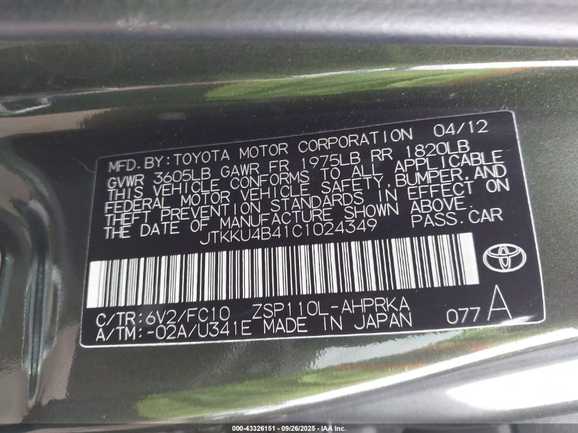 MFD. BY: TOYOTA MOTOR CORPORATION 04/12
GVWR 3605LB GAWR FR 1975LB RR 1820LB
THIS VEHICLE CONFORMS TO ALL APPLICABLE
FEDERAL MOTOR VEHICLE SAFETY, BUMPER, AND
THEFT PREVENTION STANDARDS IN EFFECT ON
THE DATE OF MANUFACTURE SHOWN ABOVE.
JTKKU4B41C1024349 PASS. CAR
C/TR: 6V2/FC10 ZSP110L-AHPRKA
A/TM: -02A/U341E MADE IN JAPAN 077 A
000-43326151 - 09/26/2025 - IAA Inc.